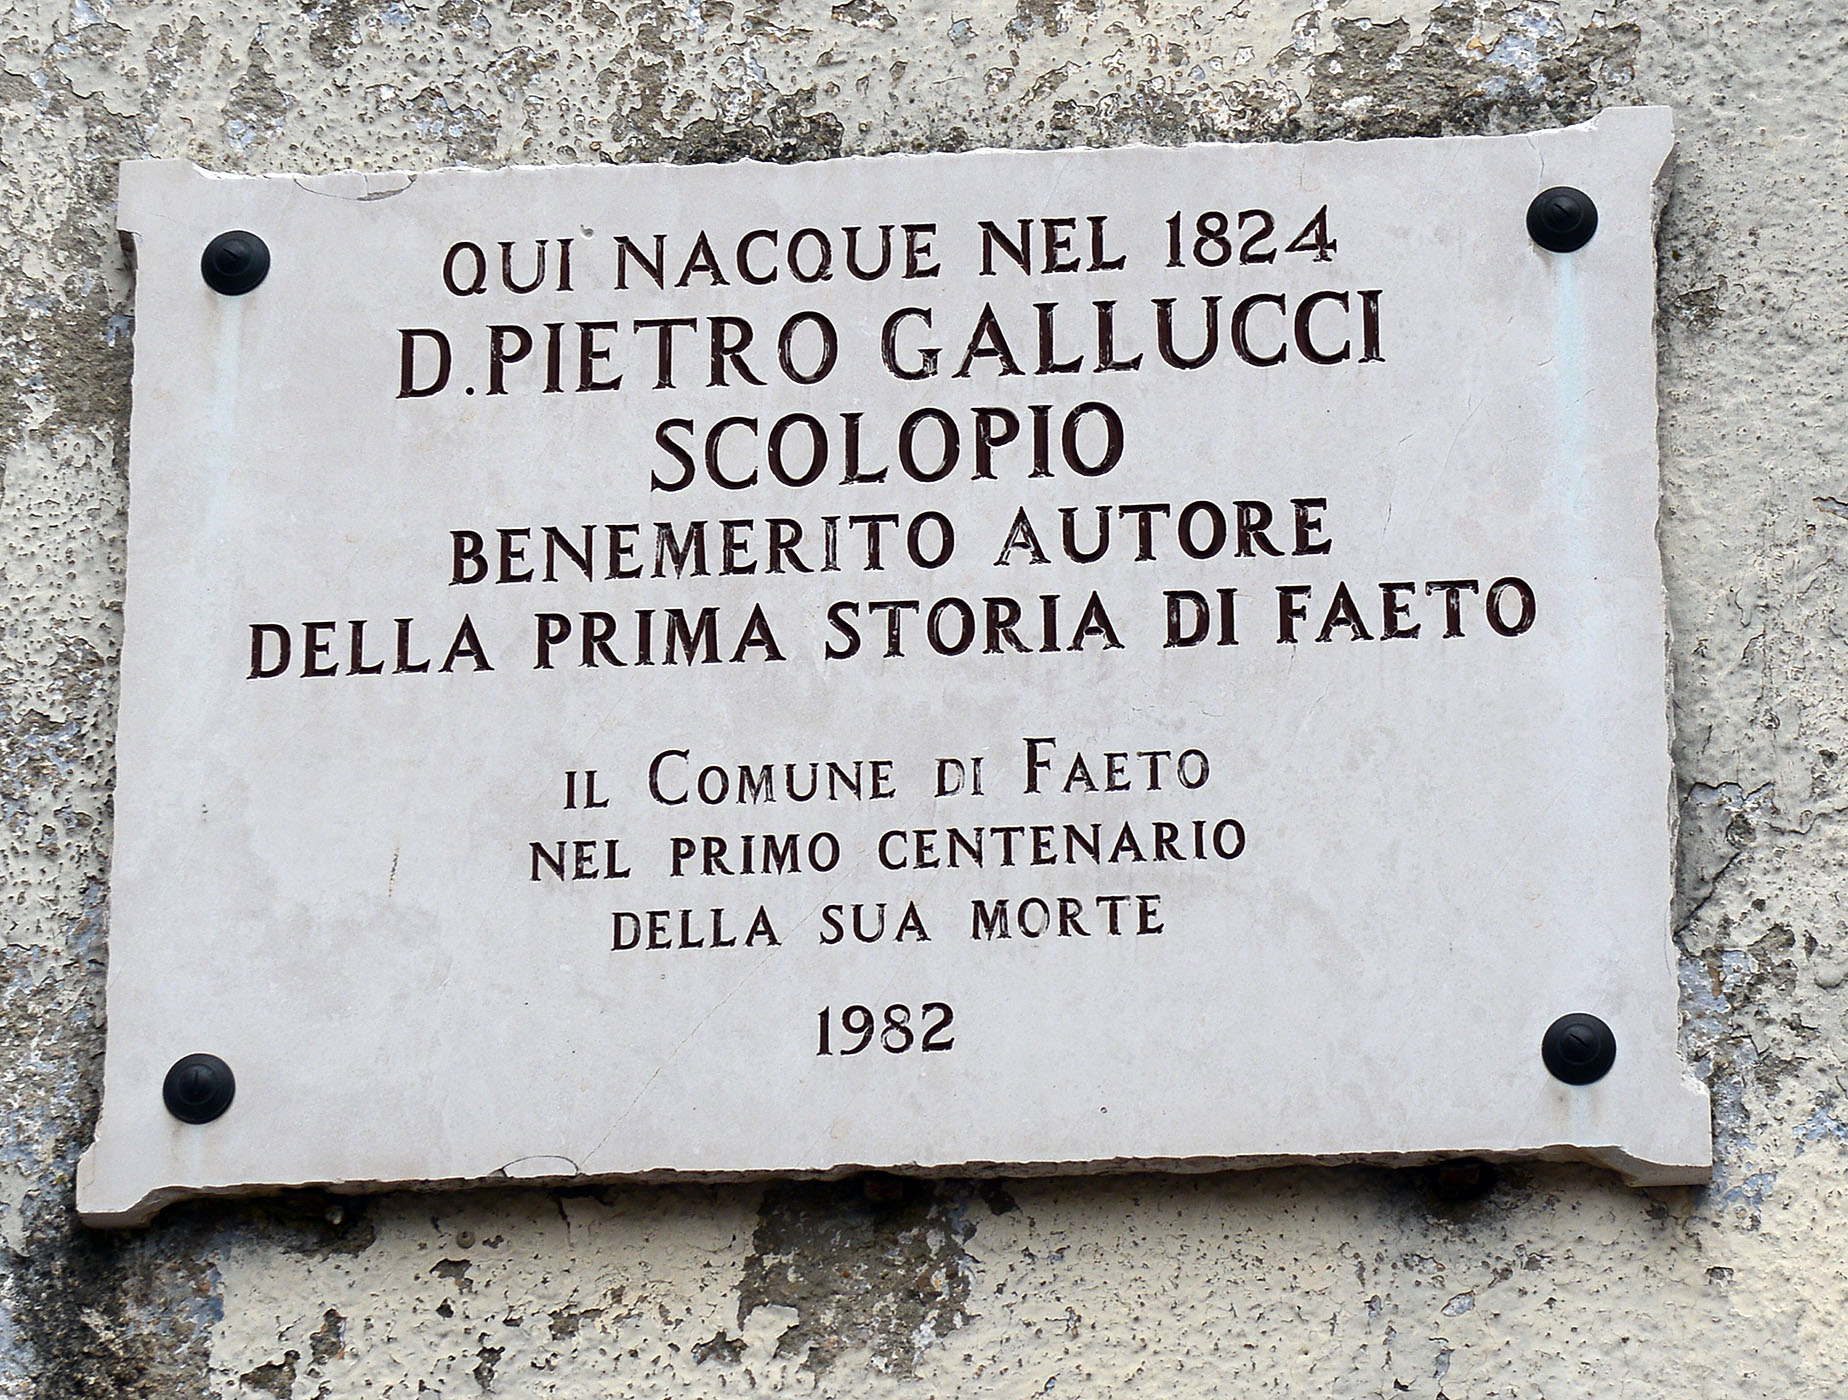 QUI NACQUE NEL 1824
D.PIETRO GALLUCCI
SCOLOPIO
BENEMERITO AUTORE
DELLA PRIMA STORIA DI FAETO
IL COMUNE DI FAETO
NEL PRIMO CENTENARIO
DELLA SUA MORTE
1982